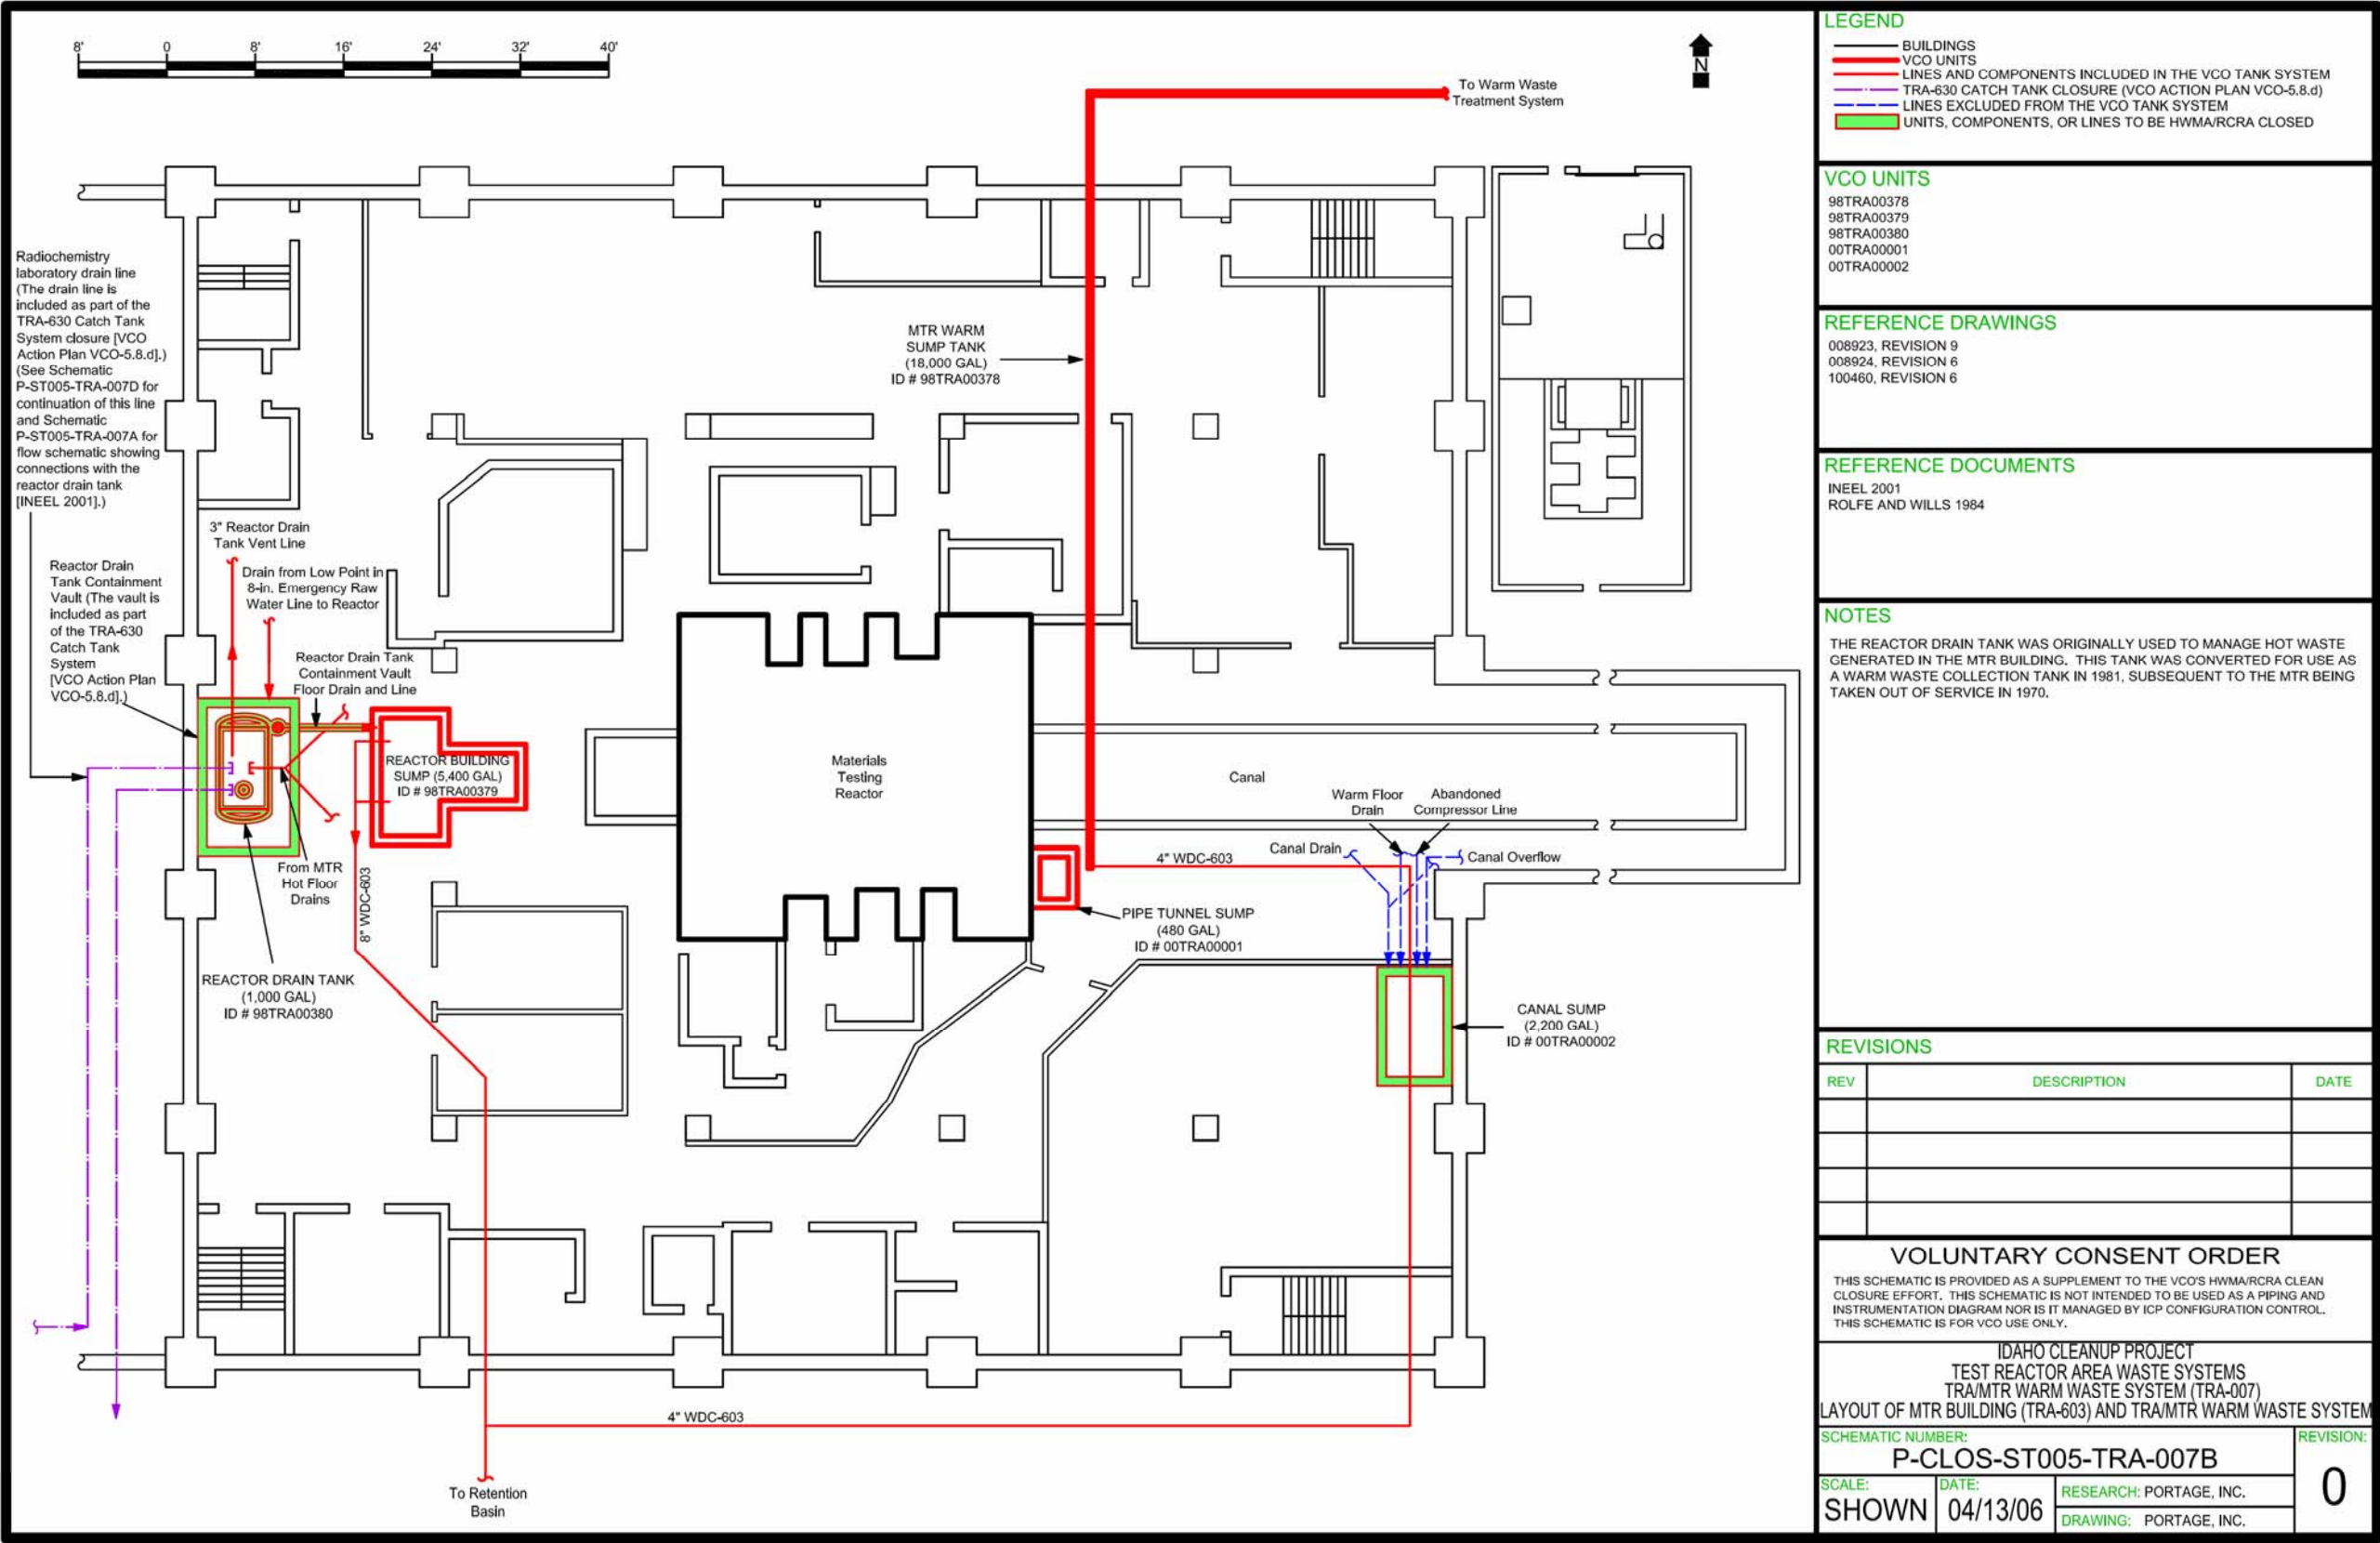 8' 0 8' 16' 24' 32' 40'
N
To Warm Waste
Treatment System
Radiochemistry
laboratory drain line
(The drain line is
included as part of the
TRA-630 Catch Tank
System closure [VCO
Action Plan VCO-5.8.d].)
(See Schematic
P-ST005-TRA-007D for
continuation of this line
and Schematic
P-ST005-TRA-007A for
flow schematic showing
connections with the
reactor drain tank
[INEEL 2001].)
MTR WARM
SUMP TANK
(18,000 GAL)
ID # 98TRA00378
3" Reactor Drain
Tank Vent Line
Reactor Drain
Tank Containment
Vault (The vault is
included as part
of the TRA-630
Catch Tank
System
[VCO Action Plan
VCO-5.8.d].)
Drain from Low Point in
8-in. Emergency Raw
Water Line to Reactor
Reactor Drain Tank
Containment Vault
Floor Drain and Line
REACTOR BUILDING
SUMP (5,400 GAL)
ID # 98TRA00379
Materials
Testing
Reactor
Canal
Warm Floor
Drain
Abandoned
Compressor Line
Canal Drain
Canal Overflow
4" WDC-603
From MTR
Hot Floor
Drains
8" WDC-603
PIPE TUNNEL SUMP
(480 GAL)
ID # 00TRA00001
REACTOR DRAIN TANK
(1,000 GAL)
ID # 98TRA00380
CANAL SUMP
(2,200 GAL)
ID # 00TRA00002
4" WDC-603
To Retention
Basin
LEGEND
BUILDINGS
VCO UNITS
LINES AND COMPONENTS INCLUDED IN THE VCO TANK SYSTEM
TRA-630 CATCH TANK CLOSURE (VCO ACTION PLAN VCO-5.8.d)
LINES EXCLUDED FROM THE VCO TANK SYSTEM
UNITS, COMPONENTS, OR LINES TO BE HWMA/RCRA CLOSED
VCO UNITS
98TRA00378
98TRA00379
98TRA00380
00TRA00001
00TRA00002
REFERENCE DRAWINGS
008923, REVISION 9
008924, REVISION 6
100460, REVISION 6
REFERENCE DOCUMENTS
INEEL 2001
ROLFE AND WILLS 1984
NOTES
THE REACTOR DRAIN TANK WAS ORIGINALLY USED TO MANAGE HOT WASTE
GENERATED IN THE MTR BUILDING. THIS TANK WAS CONVERTED FOR USE AS
A WARM WASTE COLLECTION TANK IN 1981, SUBSEQUENT TO THE MTR BEING
TAKEN OUT OF SERVICE IN 1970.
REVISIONS
REV DESCRIPTION DATE
VOLUNTARY CONSENT ORDER
THIS SCHEMATIC IS PROVIDED AS A SUPPLEMENT TO THE VCO'S HWMA/RCRA CLEAN
CLOSURE EFFORT. THIS SCHEMATIC IS NOT INTENDED TO BE USED AS A PIPING AND
INSTRUMENTATION DIAGRAM NOR IS IT MANAGED BY ICP CONFIGURATION CONTROL.
THIS SCHEMATIC IS FOR VCO USE ONLY.
IDAHO CLEANUP PROJECT
TEST REACTOR AREA WASTE SYSTEMS
TRA/MTR WARM WASTE SYSTEM (TRA-007)
LAYOUT OF MTR BUILDING (TRA-603) AND TRA/MTR WARM WASTE SYSTEM
SCHEMATIC NUMBER:
P-CLOS-ST005-TRA-007B
REVISION:
0
SCALE:
SHOWN
DATE:
04/13/06
RESEARCH: PORTAGE, INC.
DRAWING: PORTAGE, INC.